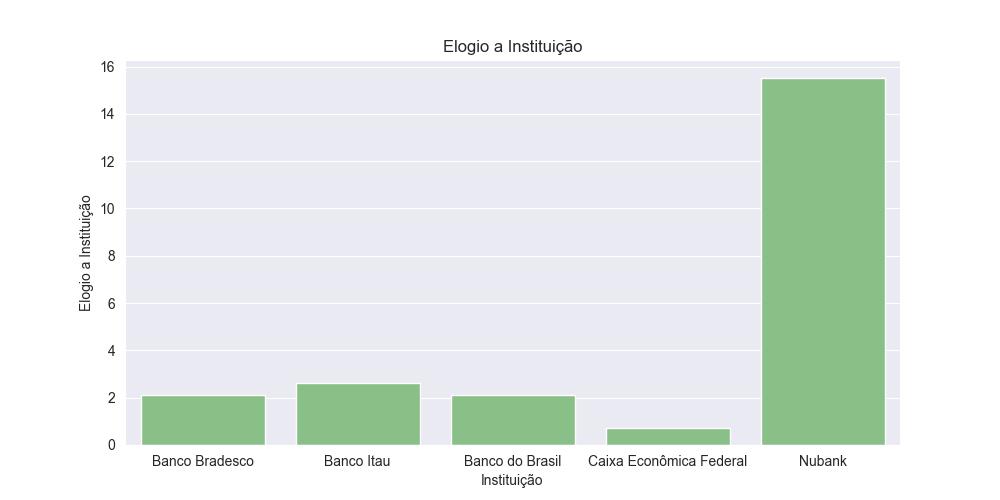 Elogio a Instituição
Elogio a Instituição
16
14
12
10
8
6
4
2
0
Banco Bradesco Banco Itau Banco do Brasil Caixa Econômica Federal Nubank
Instituição